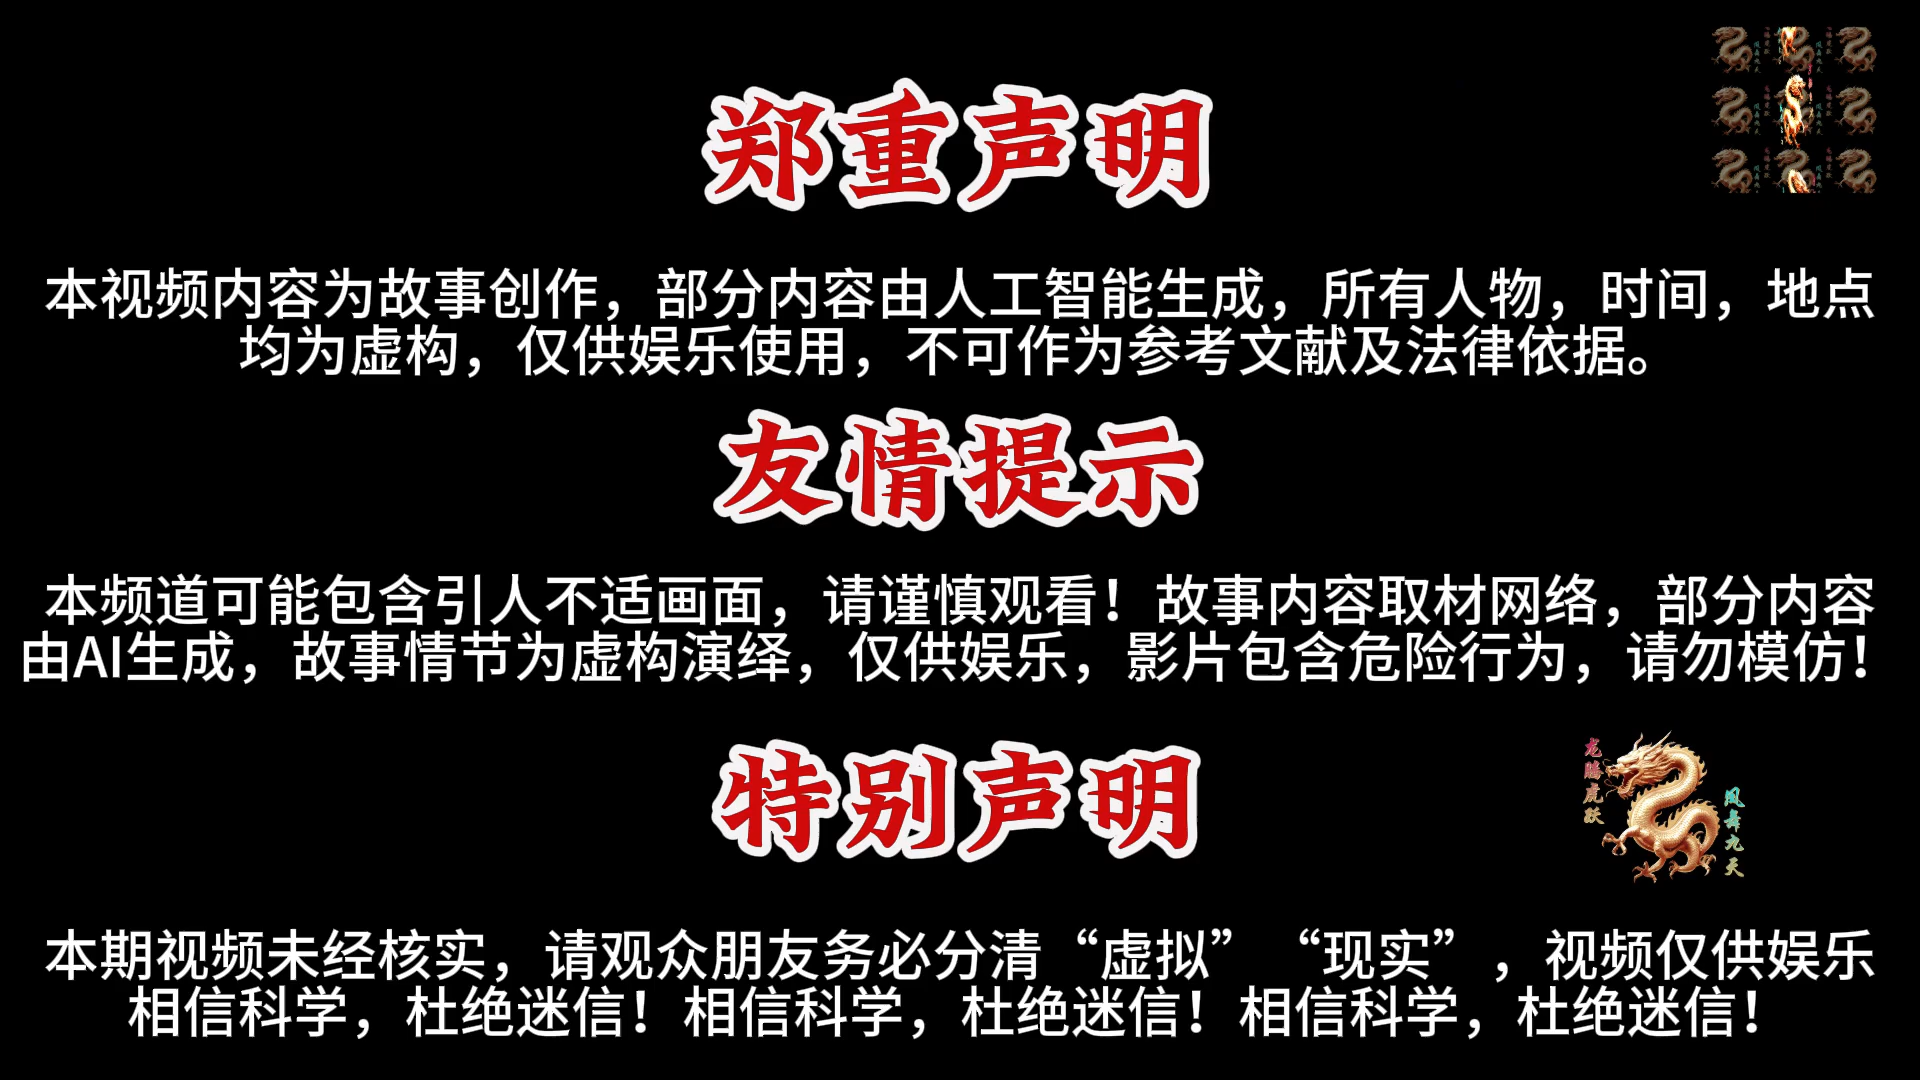 郑重声明
本视频内容为故事创作，部分内容由人工智能生成，所有人物，时间，地点
均为虚构，仅供娱乐使用，不可作为参考文献及法律依据。
友情提示
本频道可能包含引人不适画面，请谨慎观看！故事内容取材网络，部分内容
由AI生成，故事情节为虚构演绎，仅供娱乐，影片包含危险行为，请勿模仿！
特别声明
龙腾虎跃
凤舞九天
本期视频未经核实，请观众朋友务必分清“虚拟”“现实”，视频仅供娱乐
相信科学，杜绝迷信！相信科学，杜绝迷信！相信科学，杜绝迷信！